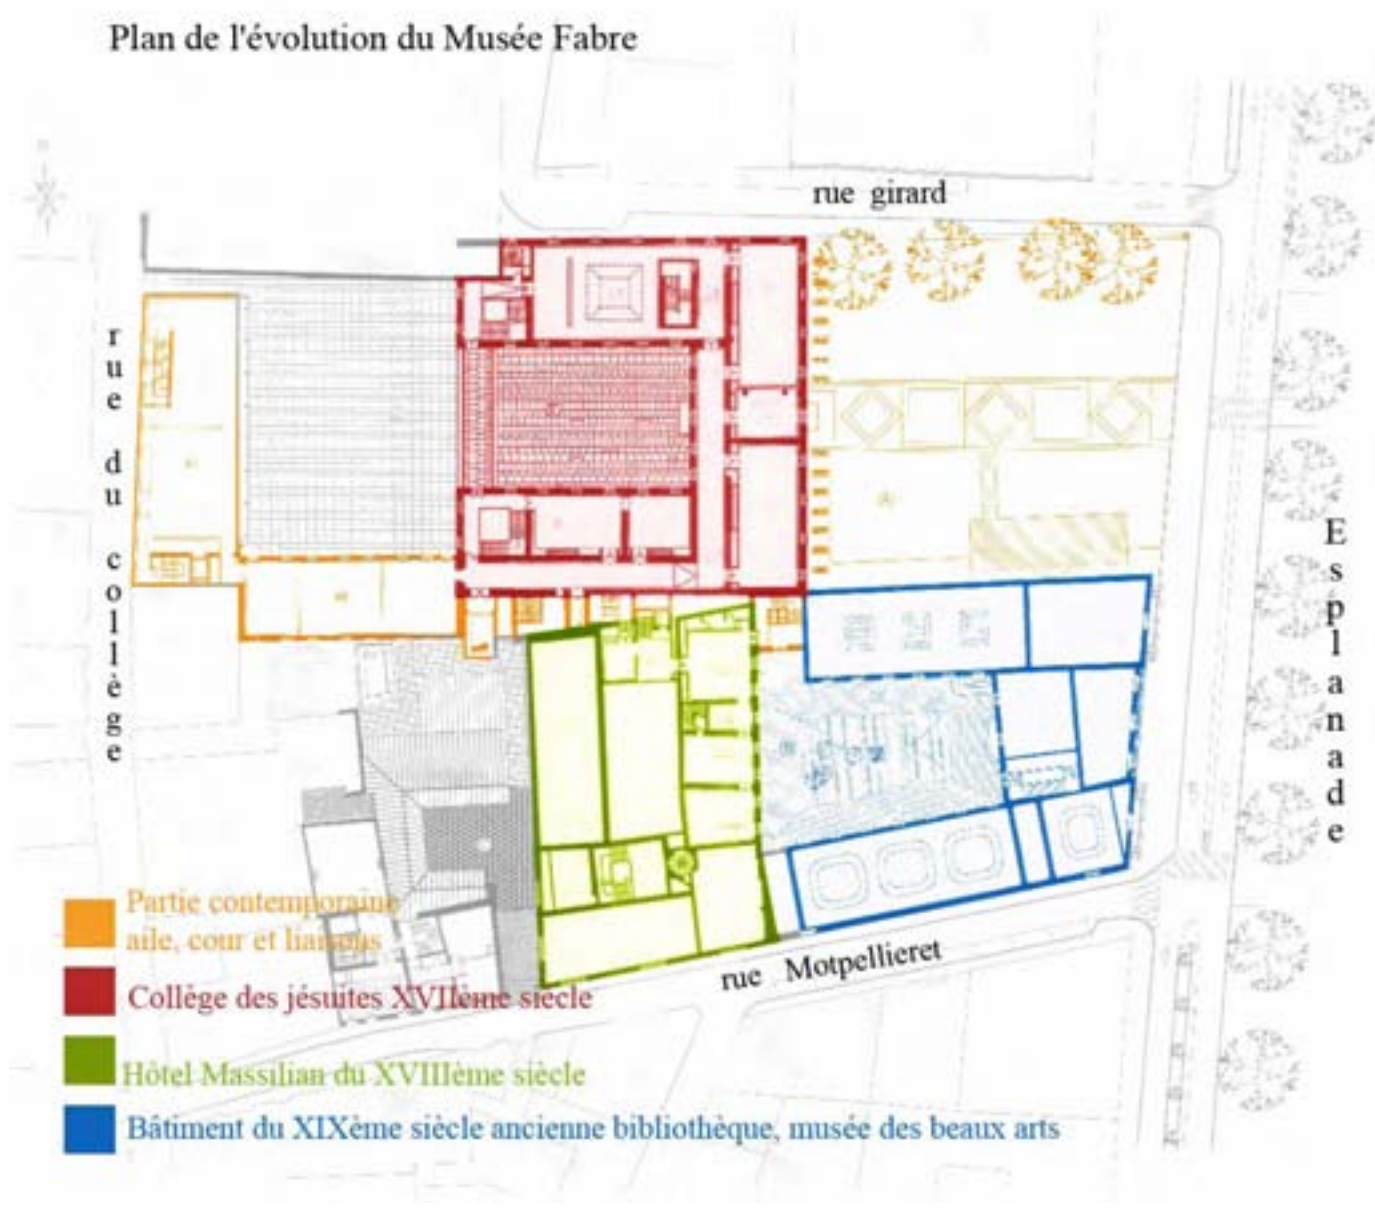 Plan de l'évolution du Musée Fabre
rue girard
rue du collège
Esplanade
rue Motpellieret
Partie contemporaine
aile, cour et liaisons
Collège des jésuites XVIIème siècle
Hôtel Massilian du XVIIIème siècle
Bâtiment du XIXème siècle ancienne bibliothèque, musée des beaux arts